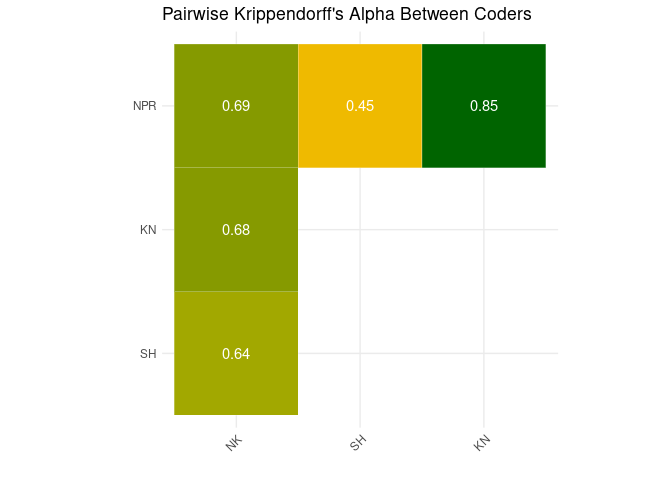 Pairwise Krippendorff's Alpha Between Coders
NPR 0.69 0.45 0.85
KN 0.68
SH 0.64
NK SH KN